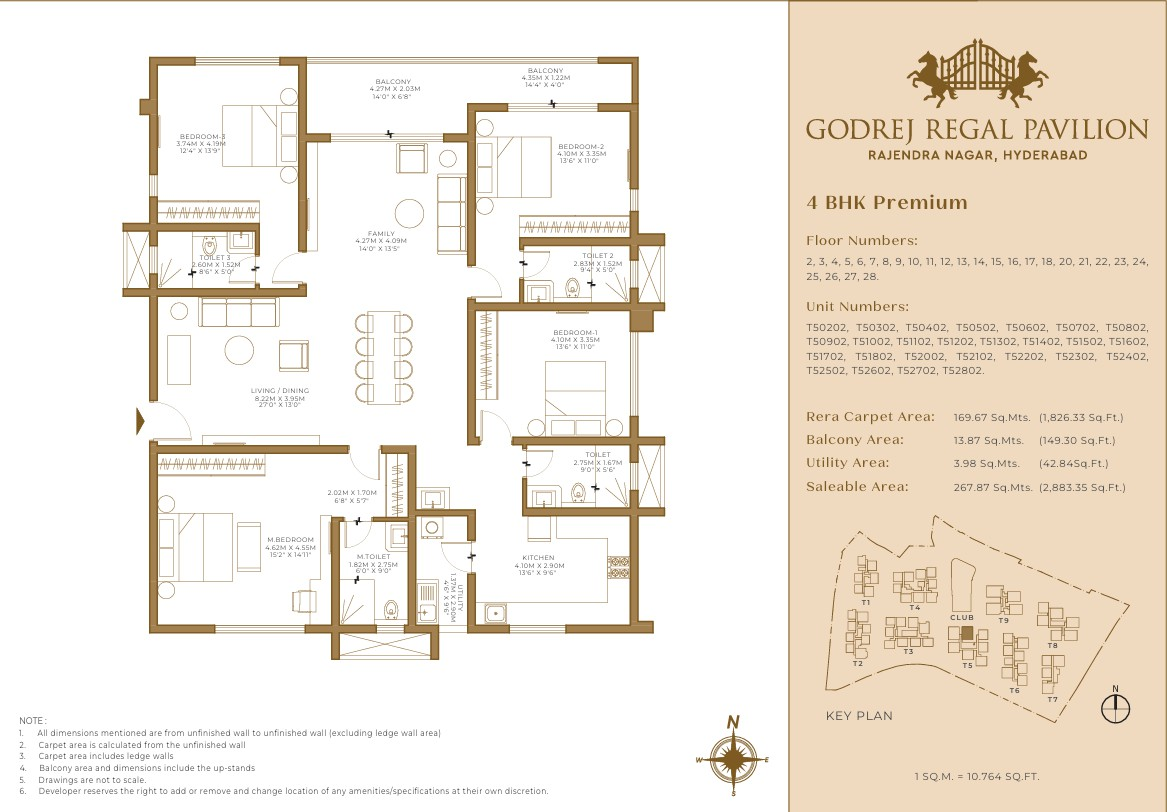 BALCONY
4.27M X 2.03M
14'0" X 6'8"
BALCONY
4.35M X 1.22M
14'4" X 4'0"
BEDROOM-3
3.74M X 4.19M
12'4" X 13'9"
BEDROOM-2
4.10M X 3.35M
13'6" X 11'0"
FAMILY
4.27M X 4.09M
14'0" X 13'5"
TOILET 3
2.60M X 1.52M
8'6" X 5'0"
TOILET 2
2.83M X 1.52M
9'4" X 5'0"
BEDROOM-1
4.10M X 3.35M
13'6" X 11'0"
LIVING / DINING
8.22M X 3.95M
27'0" X 13'0"
TOILET
2.75M X 1.67M
9'0" X 5'6"
2.02M X 1.70M
6'8" X 5'7"
M.BEDROOM
4.62M X 4.55M
15'2" X 14'11"
M.TOILET
1.82M X 2.75M
6'0" X 9'0"
UTILITY
1.37M X 2.90M
4'6" X 9'6"
KITCHEN
4.10M X 2.90M
13'6" X 9'6"
NOTE :
1. All dimensions mentioned are from unfinished wall to unfinished wall (excluding ledge wall area)
2. Carpet area is calculated from the unfinished wall
3. Carpet area includes ledge walls
4. Balcony area and dimensions include the up-stands
5. Drawings are not to scale.
6. Developer reserves the right to add or remove and change location of any amenities/specifications at their own discretion.
N
W E
S
GODREJ REGAL PAVILION
RAJENDRA NAGAR, HYDERABAD
4 BHK Premium
Floor Numbers:
2, 3, 4, 5, 6, 7, 8, 9, 10, 11, 12, 13, 14, 15, 16, 17, 18, 20, 21, 22, 23, 24,
25, 26, 27, 28.
Unit Numbers:
T50202, T50302, T50402, T50502, T50602, T50702, T50802,
T50902, T51002, T51102, T51202, T51302, T51402, T51502, T51602,
T51702, T51802, T52002, T52102, T52202, T52302, T52402,
T52502, T52602, T52702, T52802.
Rera Carpet Area: 169.67 Sq.Mts. (1,826.33 Sq.Ft.)
Balcony Area: 13.87 Sq.Mts. (149.30 Sq.Ft.)
Utility Area: 3.98 Sq.Mts. (42.84Sq.Ft.)
Saleable Area: 267.87 Sq.Mts. (2,883.35 Sq.Ft.)
T1
T4
CLUB
T9
T2
T3
T5
T8
T6
T7
N
KEY PLAN
1 SQ.M. = 10.764 SQ.FT.